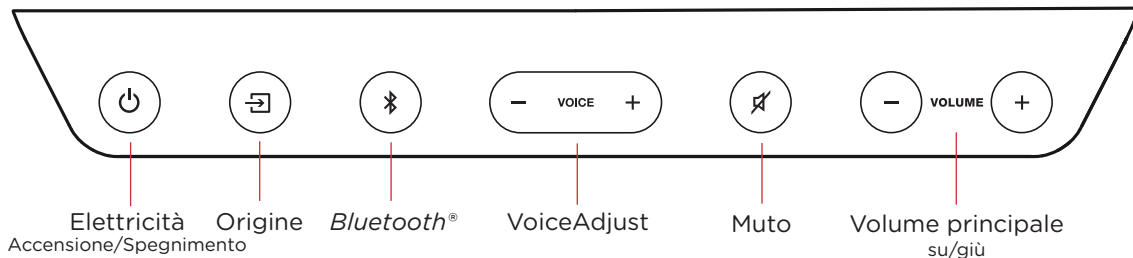 VOICE
VOLUME
Elettricità
Accensione/Spegnimento
Origine
Bluetooth®
VoiceAdjust
Muto
Volume principale
su/giù